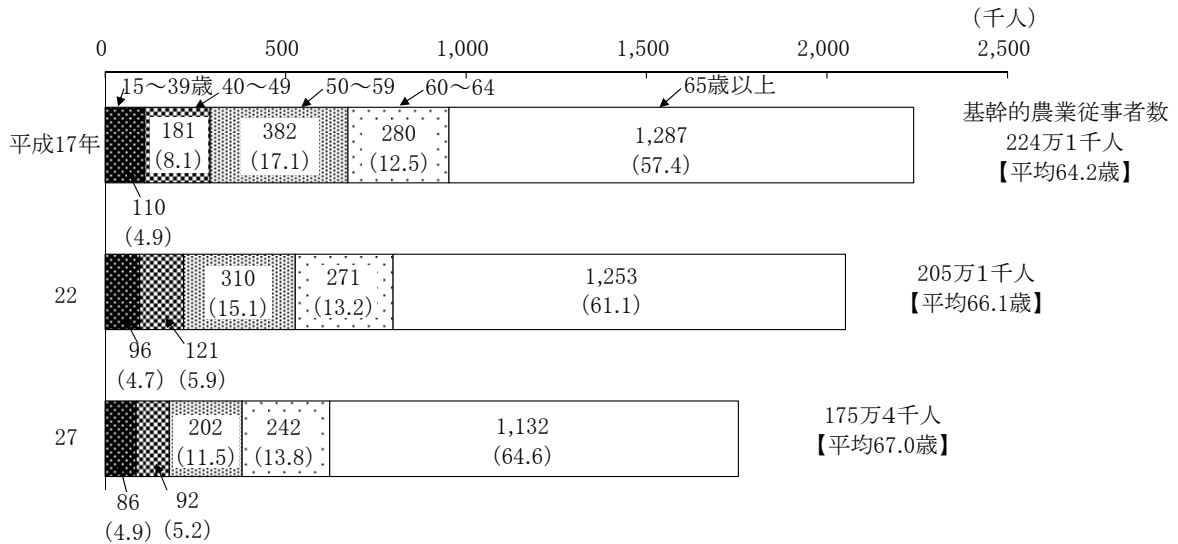 （千人）
0 500 1,000 1,500 2,000 2,500
15～39歳 40～49 50～59 60～64 65歳以上
平成17年
181 382 280 1,287
(8.1) (17.1) (12.5) (57.4)
110
(4.9)
基幹的農業従事者数
224万1千人
【平均64.2歳】
22
310 271 1,253
(15.1) (13.2) (61.1)
96 121
(4.7) (5.9)
205万1千人
【平均66.1歳】
27
202 242 1,132
(11.5) (13.8) (64.6)
86 92
(4.9) (5.2)
175万4千人
【平均67.0歳】